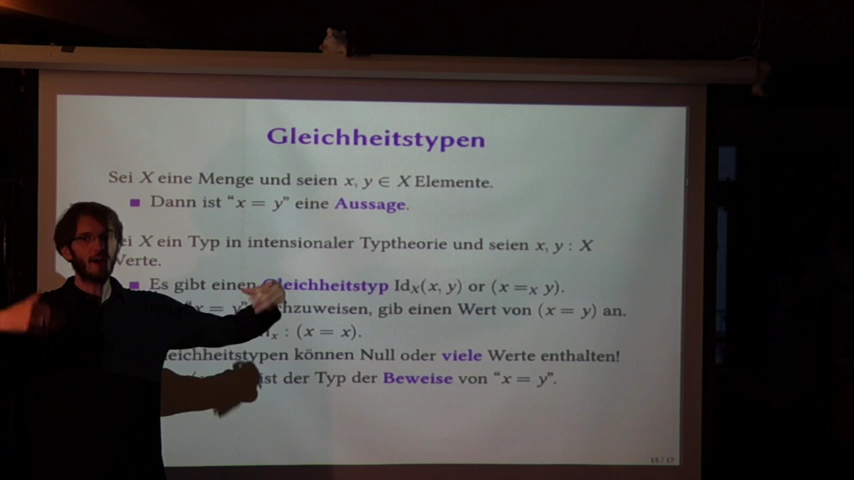 Gleichheitstypen
Sei X eine Menge und seien x, y ∈ X Elemente.
Dann ist “x = y” eine Aussage.
ei X ein Typ in intensionaler Typtheorie und seien x, y : X
Werte.
Es gibt einen Gleichheitstyp Id_X(x, y) or (x =_X y).
“x = y” chzuweisen, gib einen Wert von (x = y) an.
: (x = x).
eichheitstypen können Null oder viele Werte enthalten!
ist der Typ der Beweise von “x = y”.